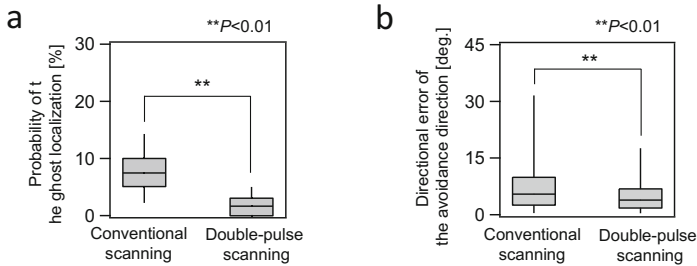 a
**P<0.01
Probability of t
he ghost localization [%]
30
20
10
0
**
Conventional
scanning
Double-pulse
scanning
b
**P<0.01
Directional error of
the avoidance direction [deg.]
45
30
15
0
**
Conventional
scanning
Double-pulse
scanning